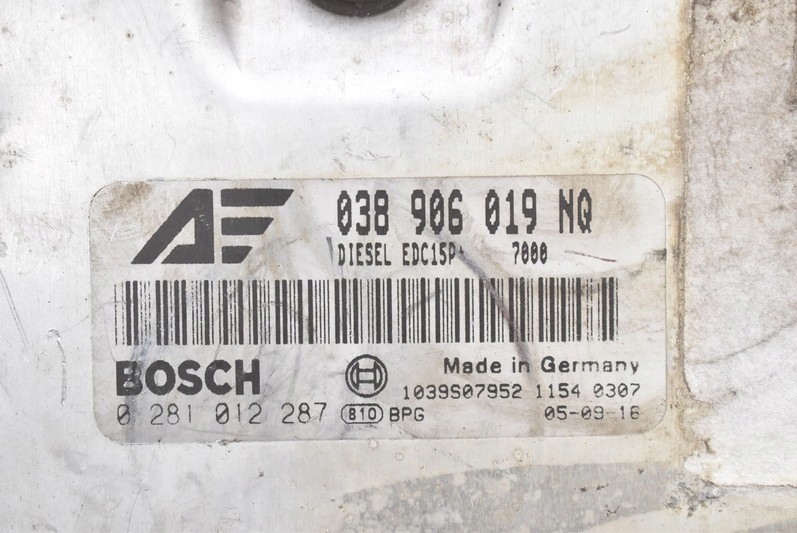 AF
038 906 019 NQ
DIESEL EDC15P+ 7000
BOSCH
Made in Germany
1039S07952 1154 0307
0 281 012 287 810 BPG 05-09-16